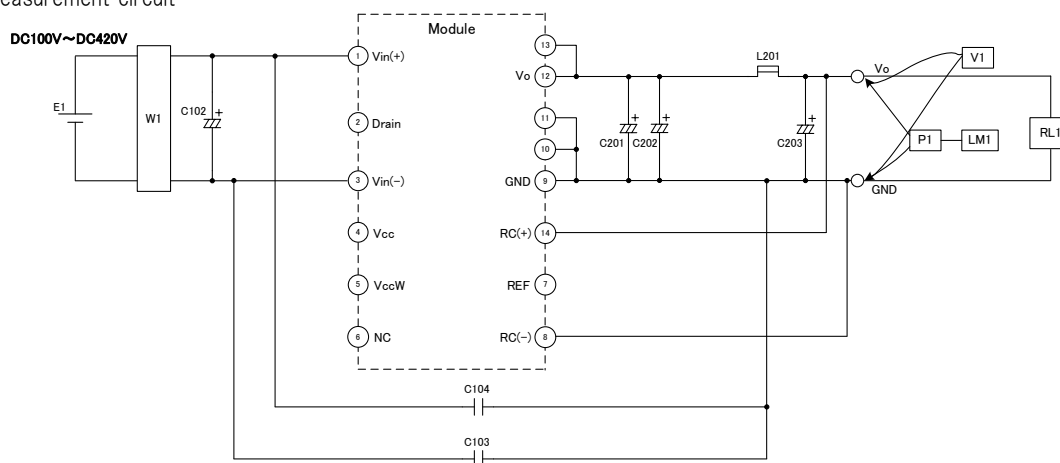 easurement circuit
DC100V～DC420V
Module
E1
W1
C102
1 Vin(+)
2 Drain
3 Vin(-)
4 Vcc
5 VccW
6 NC
13
Vo 12
11
10
GND 9
RC(+) 14
REF 7
RC(-) 8
C201
C202
L201
C203
Vo
GND
V1
P1
LM1
RL1
C104
C103